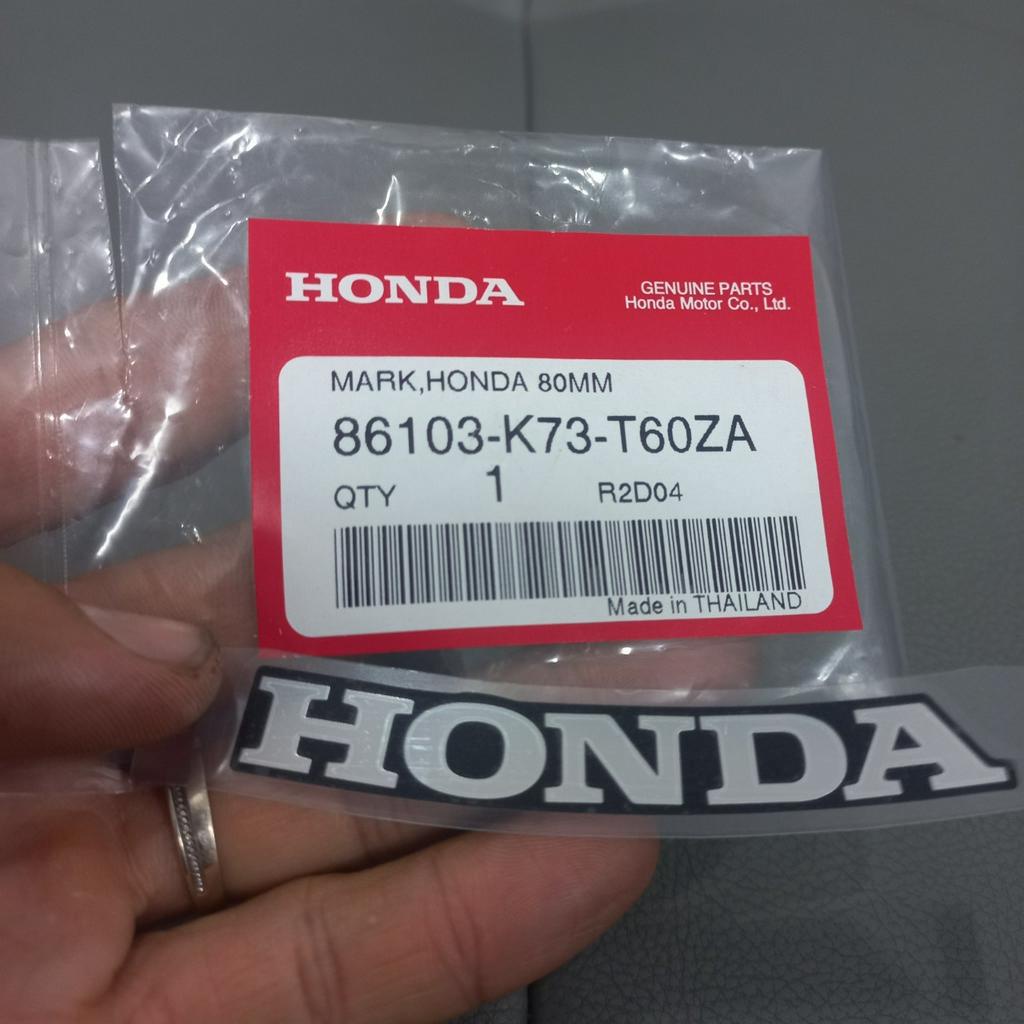 HONDA
GENUINE PARTS
Honda Motor Co., Ltd.
MARK,HONDA 80MM
86103-K73-T60ZA
QTY 1 R2D04
Made in THAILAND
HONDA